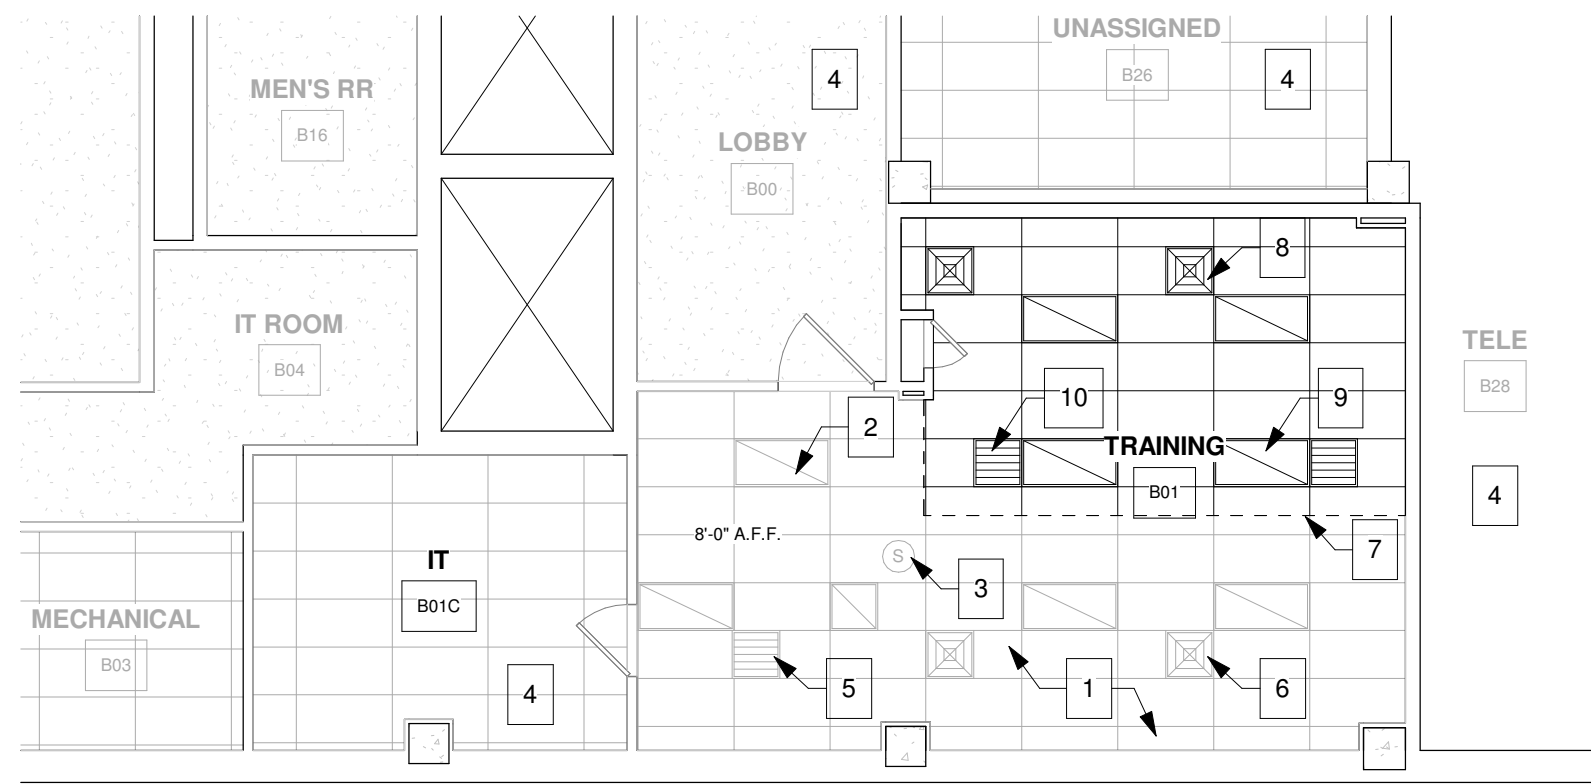 UNASSIGNED
B26
4
4
MEN'S RR
B16
LOBBY
B00
8
IT ROOM
B04
TELE
B28
10
9
2
TRAINING
B01
4
8'-0" A.F.F.
S
7
IT
B01C
3
MECHANICAL
B03
4
5
1
6